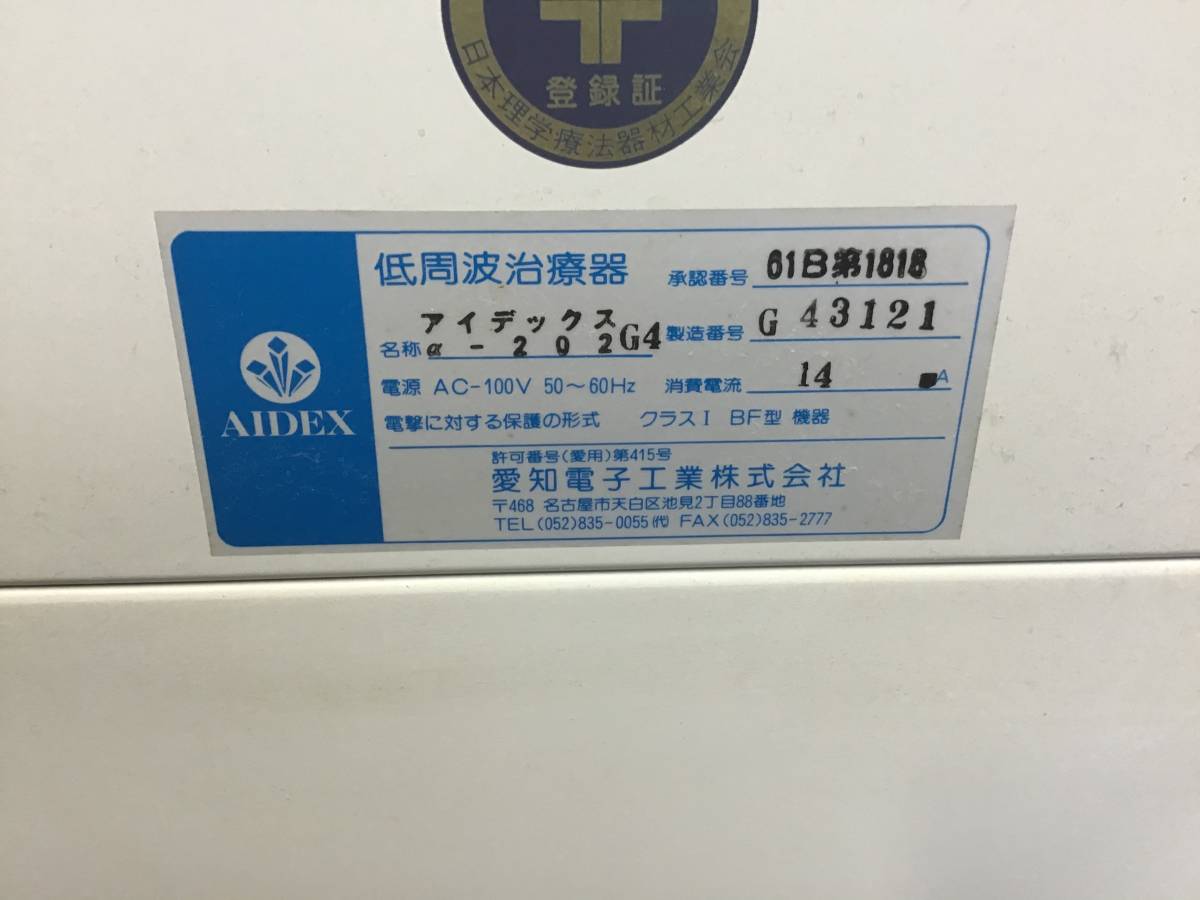 登録証
日本理学療法器材工業会
低周波治療器
承認番号 61B第1818
名称 アイデックス
α-202G4
製造番号 G 43121
電源 AC-100V 50〜60Hz 消費電流 14 A
電撃に対する保護の形式 クラスI BF型 機器
AIDEX
許可番号(愛用)第415号
愛知電子工業株式会社
〒468 名古屋市天白区池見2丁目88番地
TEL(052)835-0055㈹ FAX(052)835-2777